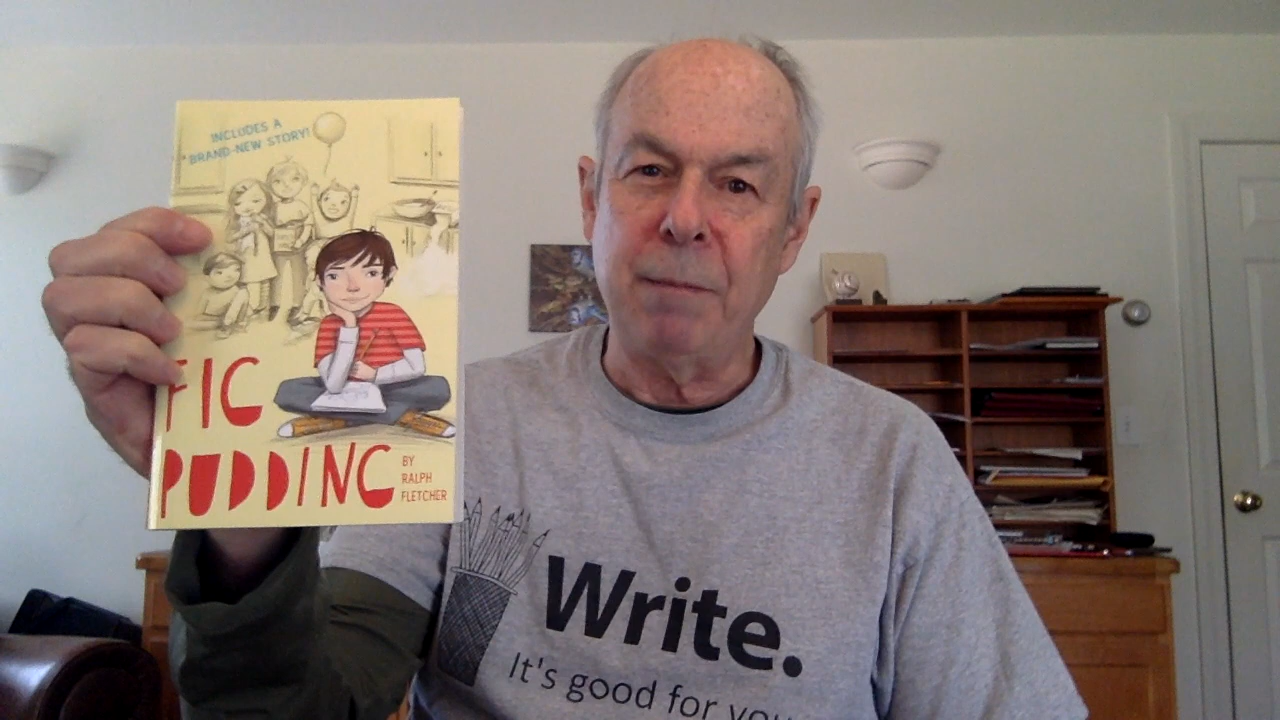 INCLUDES A
BRAND-NEW STORY!
FIG
PUDDING
BY
RALPH
FLETCHER
Write.
It's good for you